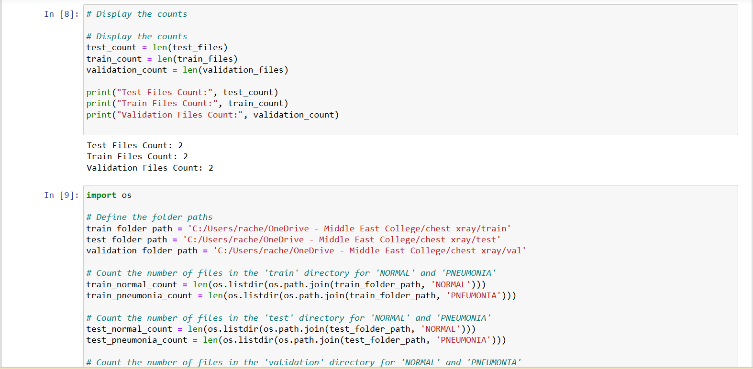 In [8]: # Display the counts
# Display the counts
test_count = len(test_files)
train_count = len(train_files)
validation_count = len(validation_files)
print("Test Files Count:", test_count)
print("Train Files Count:", train_count)
print("Validation Files Count:", validation_count)
Test Files Count: 2
Train Files Count: 2
Validation Files Count: 2
In [9]: import os
# Define the folder paths
train_folder_path = 'C:/Users/rache/OneDrive - Middle East College/chest_xray/train'
test_folder_path = 'C:/Users/rache/OneDrive - Middle East College/chest_xray/test'
validation_folder_path = 'C:/Users/rache/OneDrive - Middle East College/chest_xray/val'
# Count the number of files in the 'train' directory for 'NORMAL' and 'PNEUMONIA'
train_normal_count = len(os.listdir(os.path.join(train_folder_path, 'NORMAL')))
train_pneumonia_count = len(os.listdir(os.path.join(train_folder_path, 'PNEUMONIA')))
# Count the number of files in the 'test' directory for 'NORMAL' and 'PNEUMONIA'
test_normal_count = len(os.listdir(os.path.join(test_folder_path, 'NORMAL')))
test_pneumonia_count = len(os.listdir(os.path.join(test_folder_path, 'PNEUMONIA')))
# Count the number of files in the 'validation' directory for 'NORMAL' and 'PNEUMONIA'